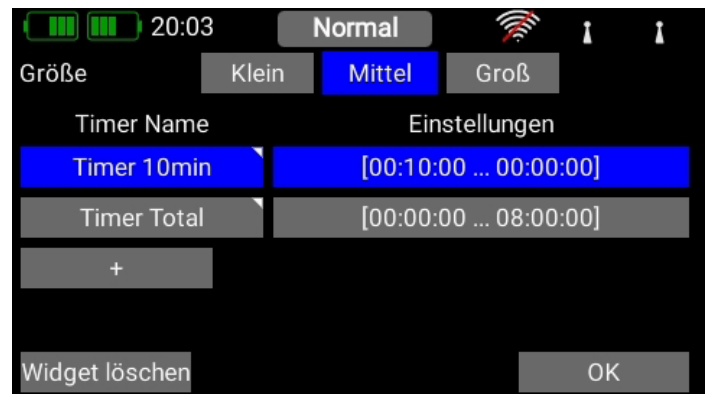 20:03 Normal
Größe Klein Mittel Groß
Timer Name Einstellungen
Timer 10min [00:10:00 ... 00:00:00]
Timer Total [00:00:00 ... 08:00:00]
+
Widget löschen OK